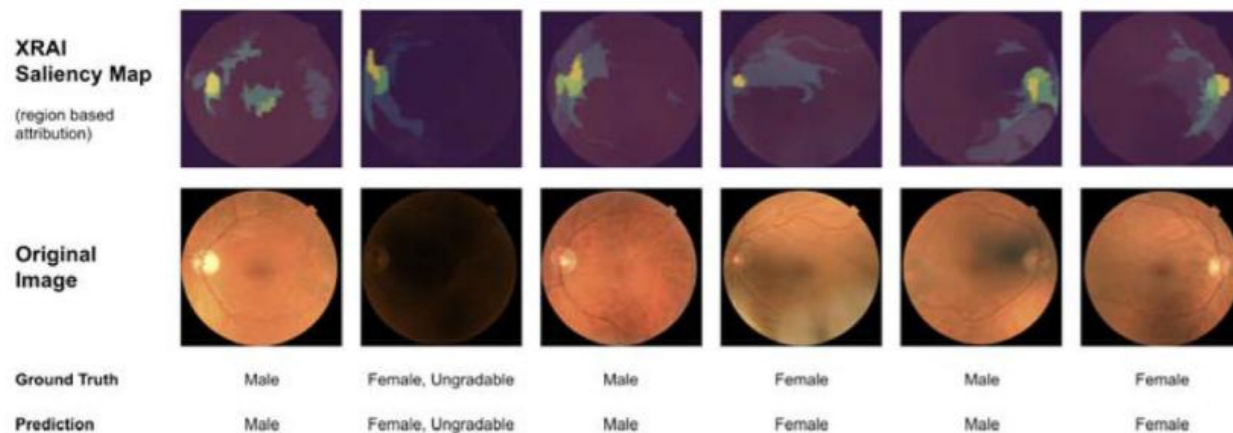 XRAI
Saliency Map
(region based
attribution)
Original
Image
Ground Truth Male Female, Ungradable Male Female Male Female
Prediction Male Female, Ungradable Male Female Male Female